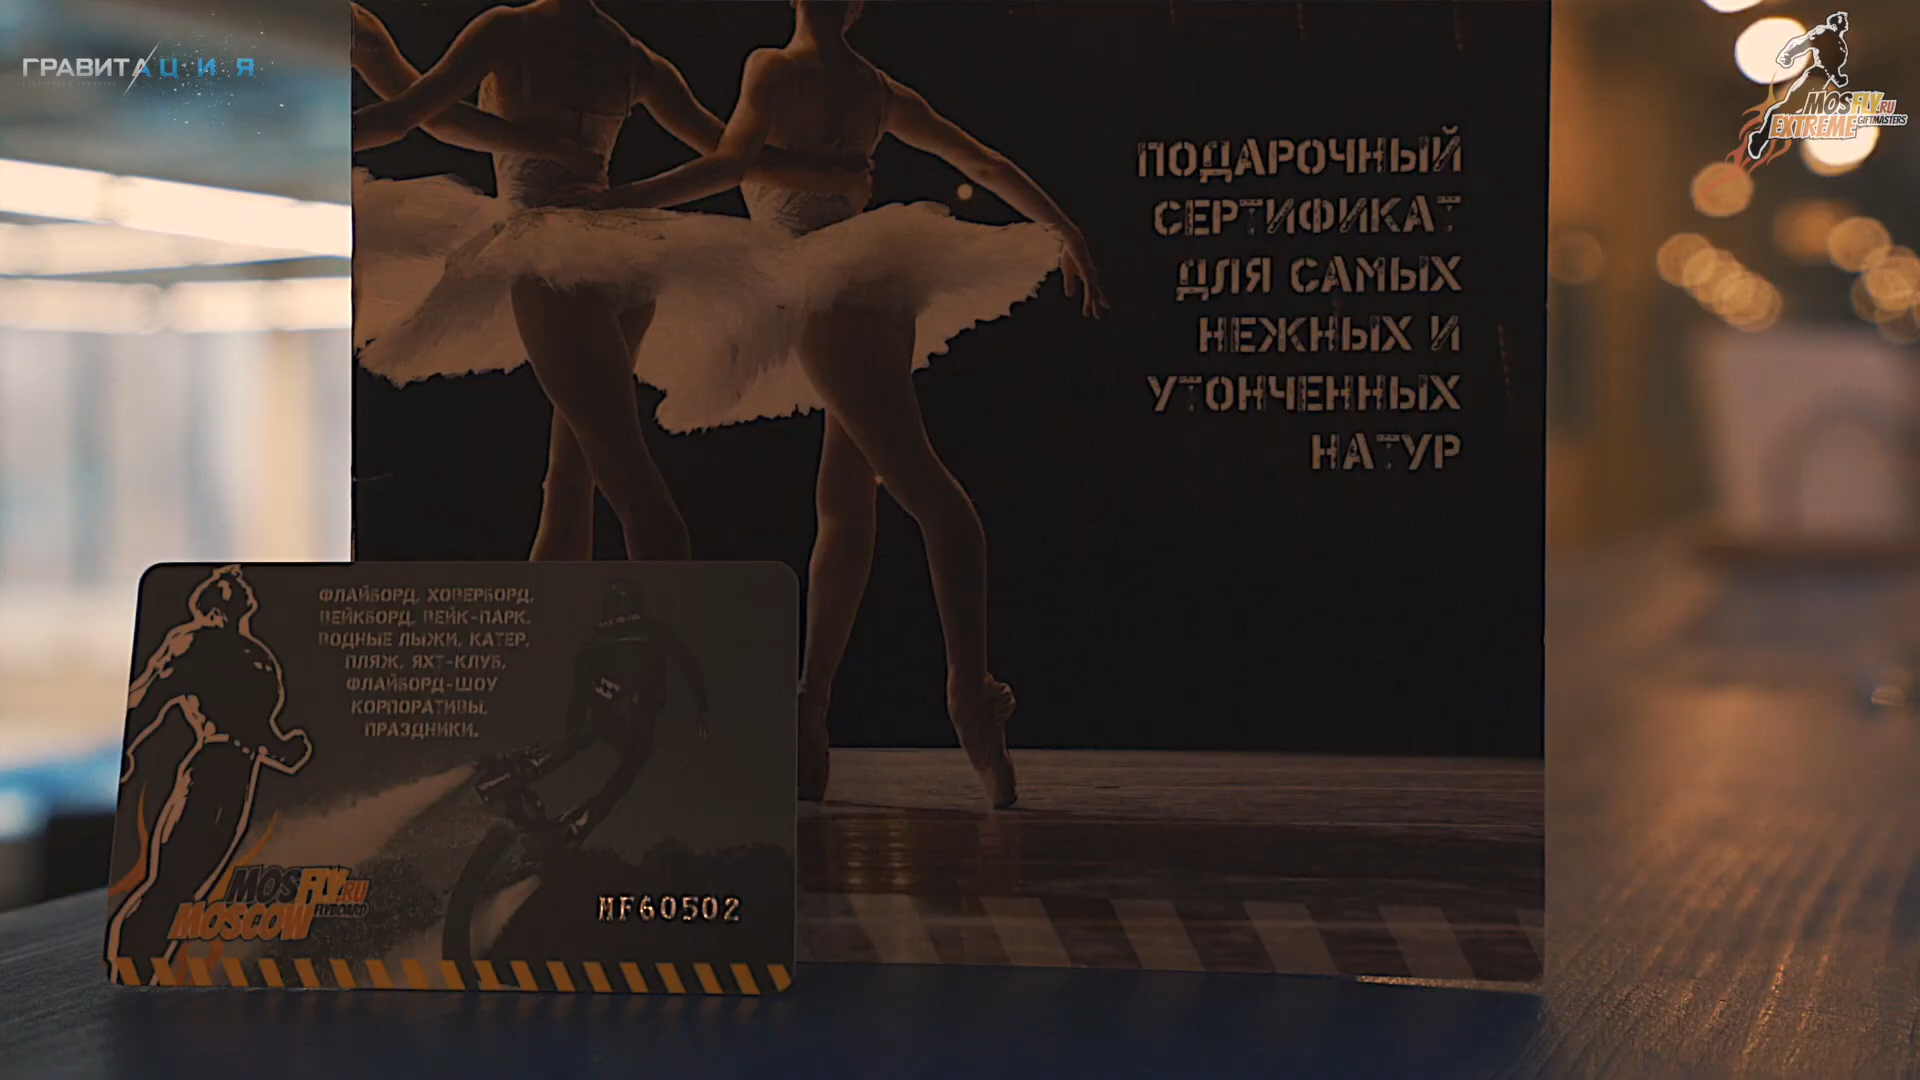 ГРАВИТАЦИЯ
MOSFLY.RU
EXTREME GIFTMASTERS
ПОДАРОЧНЫЙ
СЕРТИФИКАТ
ДЛЯ САМЫХ
НЕЖНЫХ И
УТОНЧЕННЫХ
НАТУР
ФЛАЙБОРД, ХОВЕРБОРД,
ВЕЙКБОРД, ВЕЙК-ПАРК,
ВОДНЫЕ ЛЫЖИ, КАТЕР,
ПЛЯЖ, ЯХТ-КЛУБ,
ФЛАЙБОРД-ШОУ
КОРПОРАТИВЫ,
ПРАЗДНИКИ.
MOSFLY.RU
MOSCOW FLYBOARD
MF60502